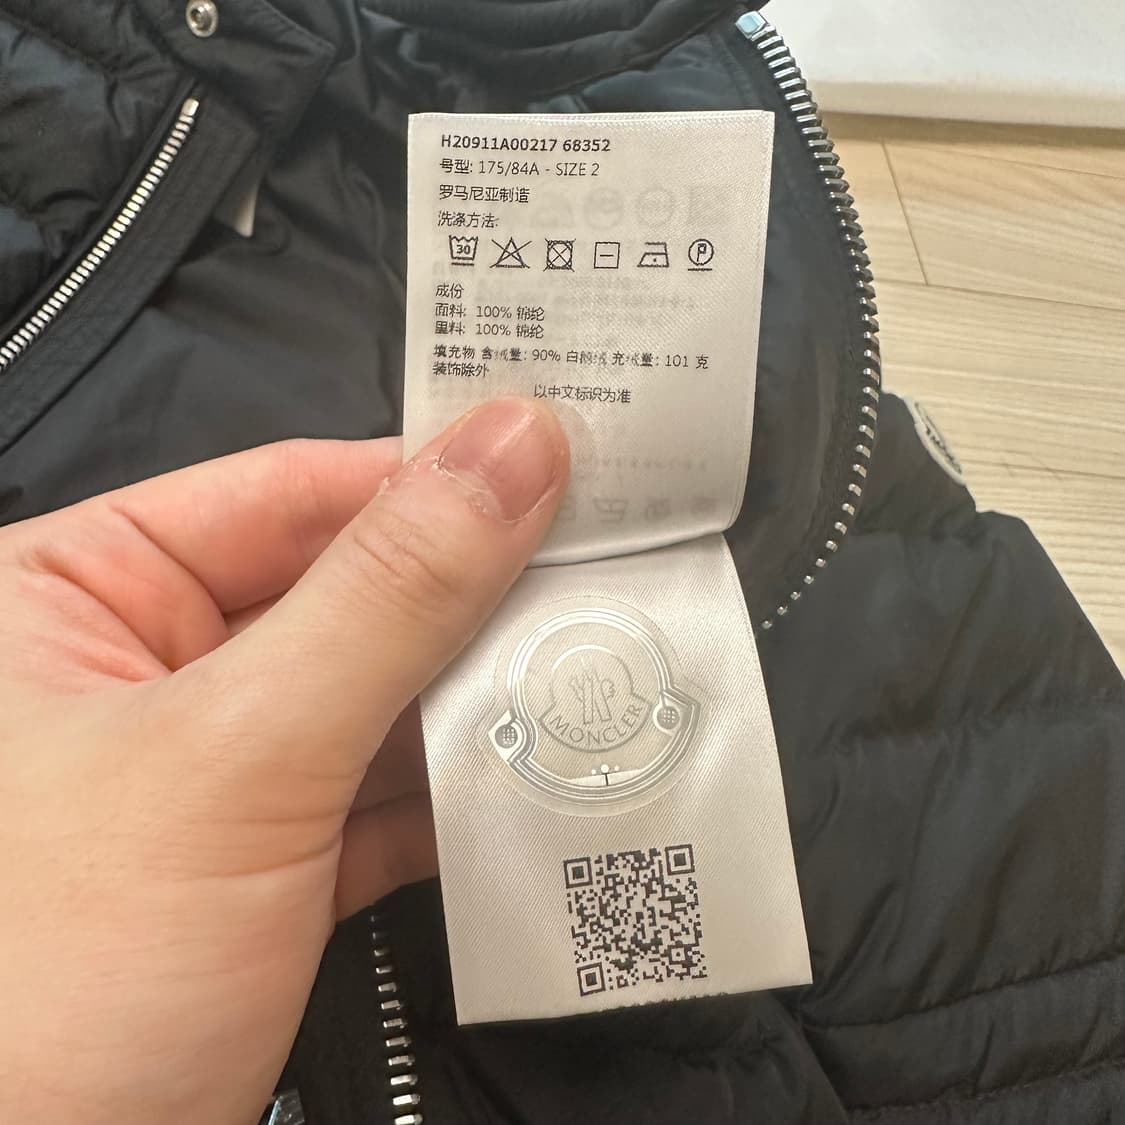 H20911A00217 68352
号型: 175/84A - SIZE 2
罗马尼亚制造
洗涤方法:
30
P
成份
面料: 100% 锦纶
里料: 100% 锦纶
填充物 含绒量: 90% 白鹅绒 充绒量: 101 克
装饰除外
以中文标识为准
MONCLER